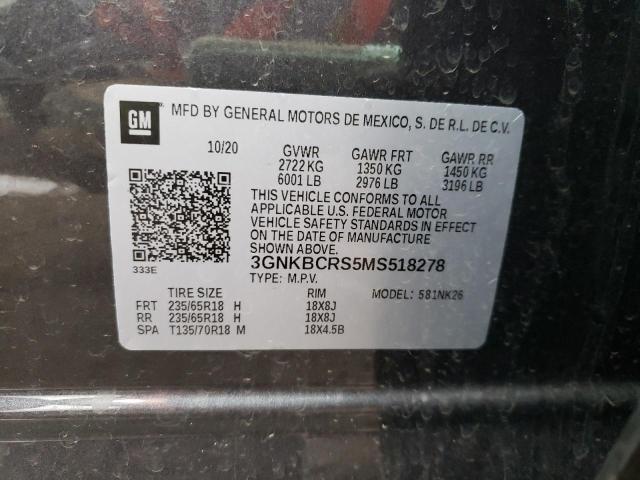 GM
MFD BY GENERAL MOTORS DE MEXICO, S. DE R.L. DE C.V.
10/20 GVWR GAWR FRT GAWR RR
2722 KG 1350 KG 1450 KG
6001 LB 2976 LB 3196 LB
THIS VEHICLE CONFORMS TO ALL
APPLICABLE U.S. FEDERAL MOTOR
VEHICLE SAFETY STANDARDS IN EFFECT
ON THE DATE OF MANUFACTURE
SHOWN ABOVE.
333E 3GNKBCRS5MS518278
TYPE: M.P.V.
TIRE SIZE RIM MODEL: 581NK26
FRT 235/65R18 H 18X8J
RR 235/65R18 H 18X8J
SPA T135/70R18 M 18X4.5B